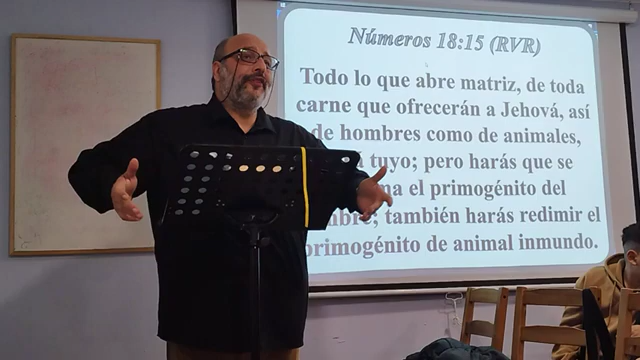 Números 18:15 (RVR)
Todo lo que abre matriz, de toda
carne que ofrecerán a Jehová, así
de hombres como de animales,
tuyo; pero harás que se
el primogénito del
también harás redimir el
primogénito de animal inmundo.